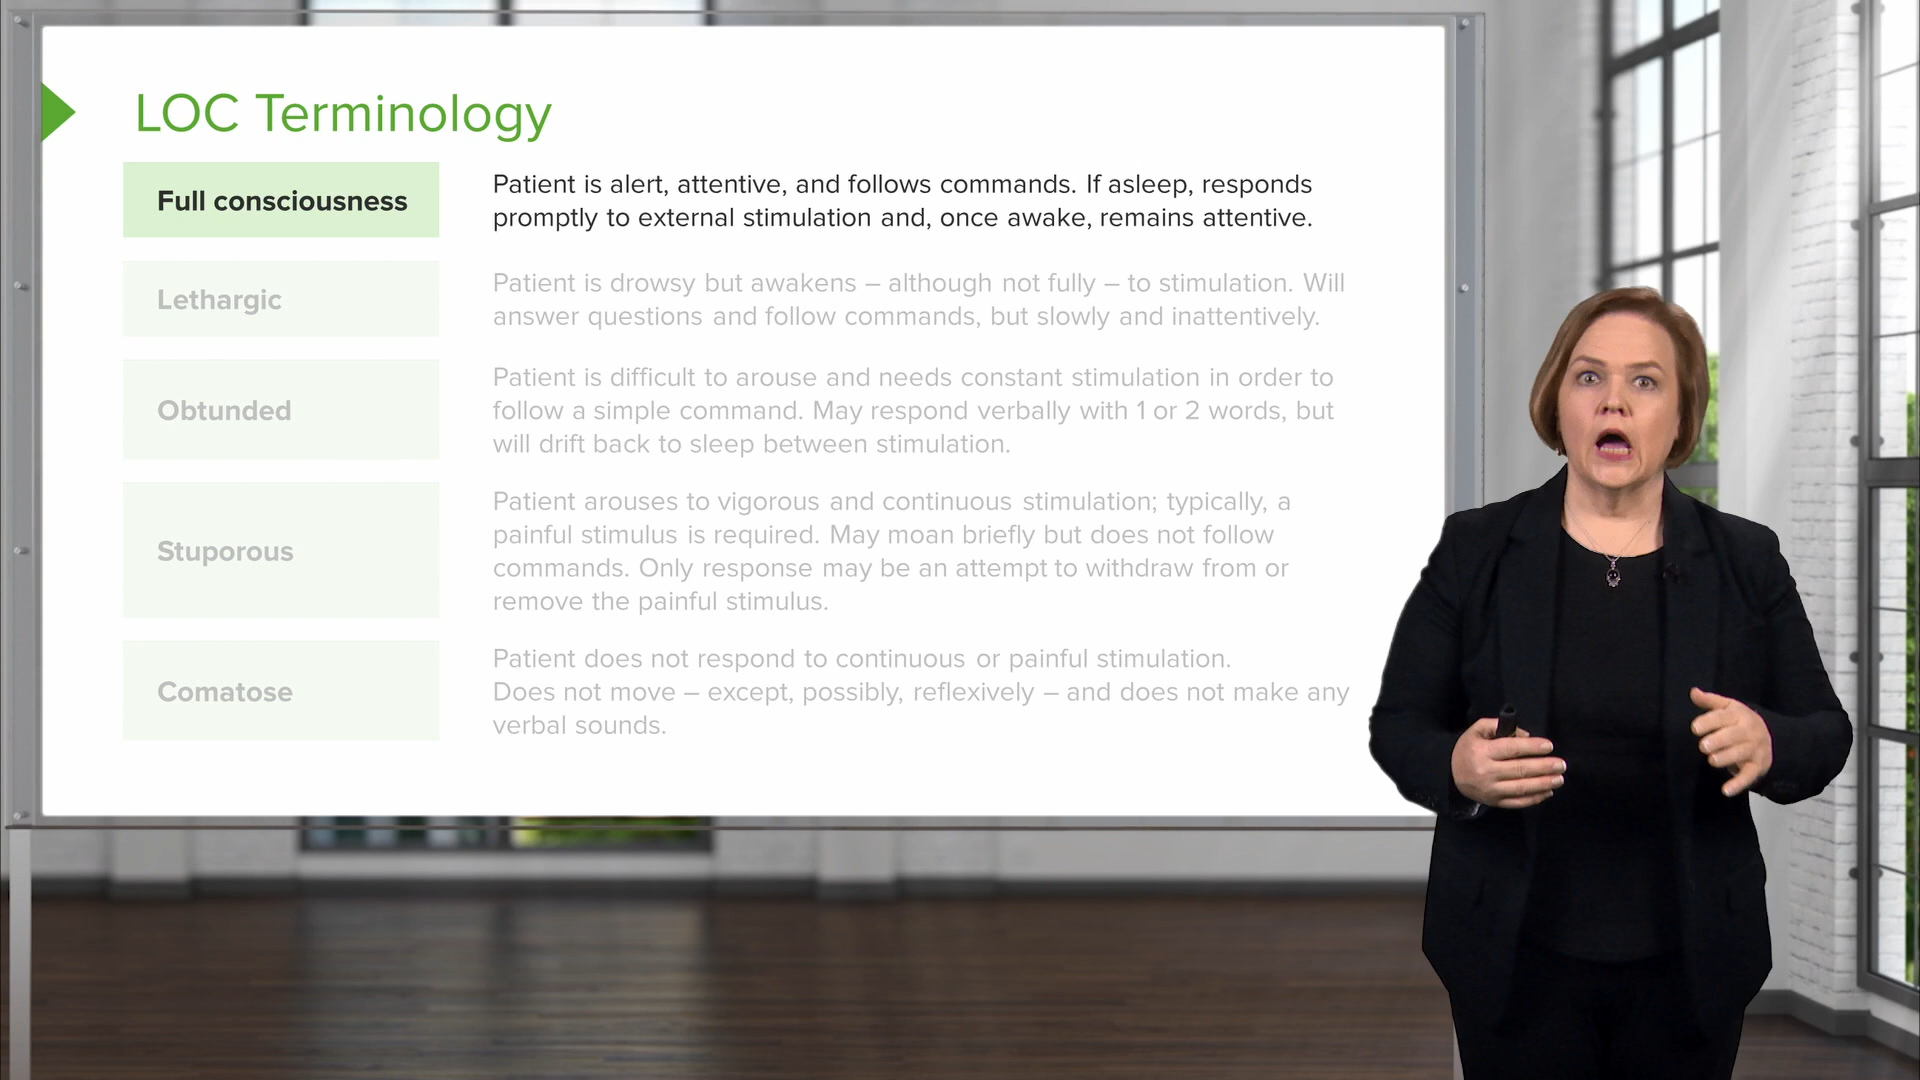 LOC Terminology
Full consciousness
Patient is alert, attentive, and follows commands. If asleep, responds
promptly to external stimulation and, once awake, remains attentive.
Lethargic
Patient is drowsy but awakens – although not fully – to stimulation. Will
answer questions and follow commands, but slowly and inattentively.
Obtunded
Patient is difficult to arouse and needs constant stimulation in order to
follow a simple command. May respond verbally with 1 or 2 words, but
will drift back to sleep between stimulation.
Stuporous
Patient arouses to vigorous and continuous stimulation; typically, a
painful stimulus is required. May moan briefly but does not follow
commands. Only response may be an attempt to withdraw from or
remove the painful stimulus.
Comatose
Patient does not respond to continuous or painful stimulation.
Does not move – except, possibly, reflexively – and does not make any
verbal sounds.